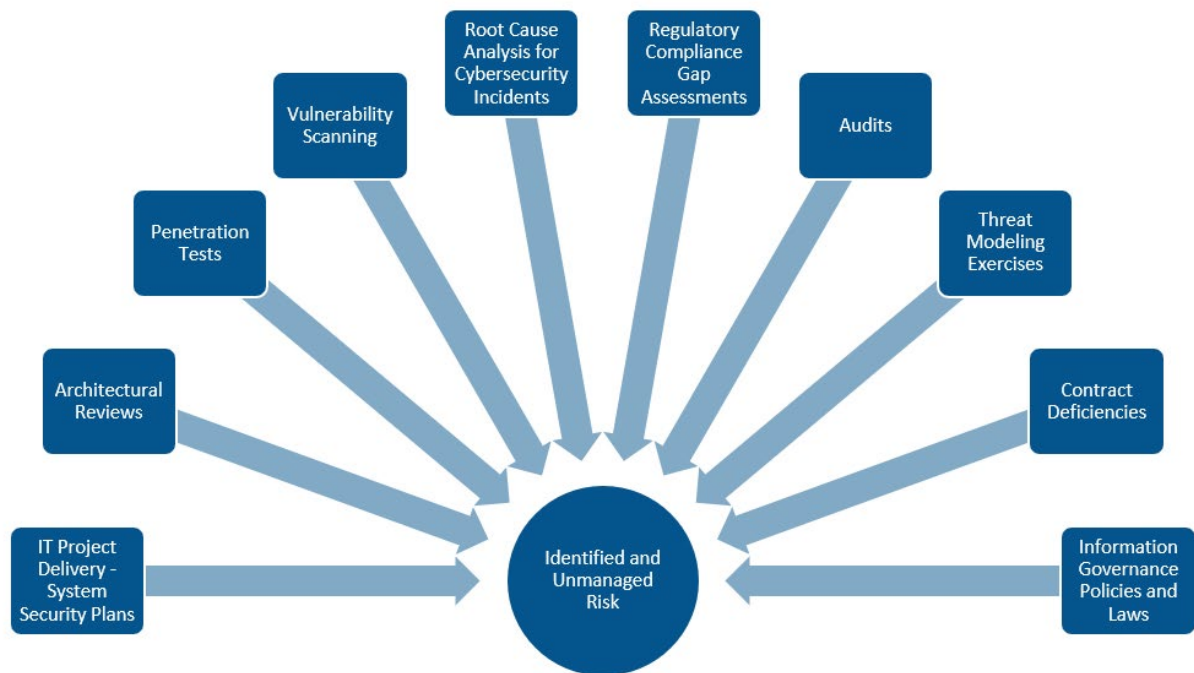 Root Cause
Analysis for
Cybersecurity
Incidents
Regulatory
Compliance
Gap
Assessments
Vulnerability
Scanning
Audits
Penetration
Tests
Threat
Modeling
Exercises
Architectural
Reviews
Contract
Deficiencies
IT Project
Delivery -
System
Security Plans
Identified and
Unmanaged
Risk
Information
Governance
Policies and
Laws